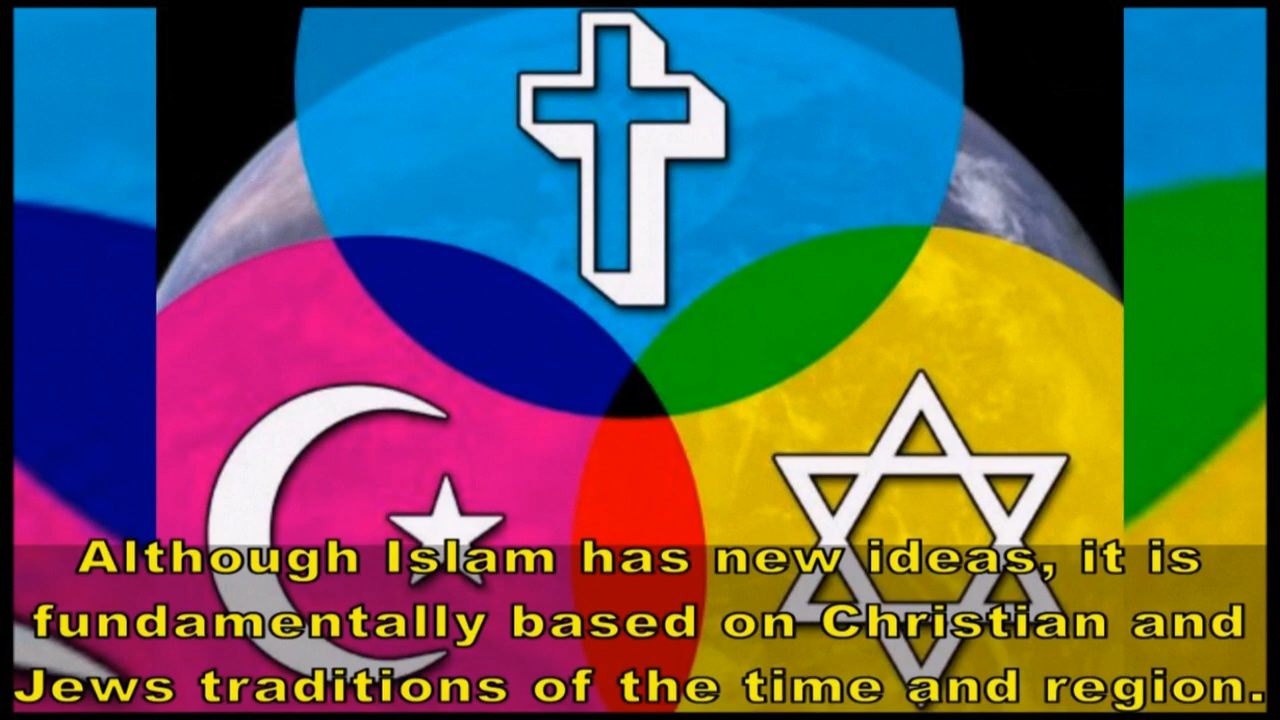 Although Islam has new ideas, it is
fundamentally based on Christian and
Jews traditions of the time and region.